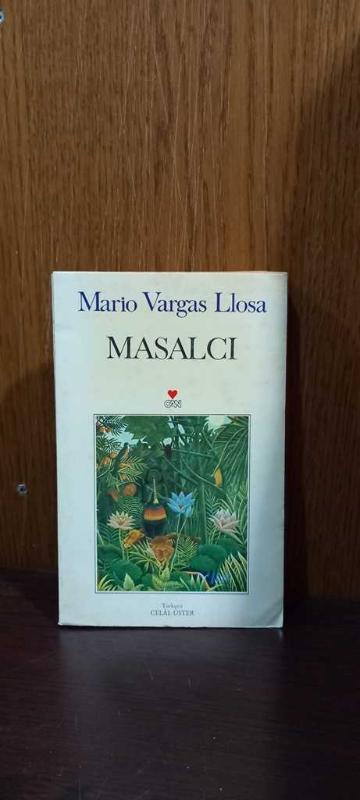 Mario Vargas Llosa
MASALCI
CAN
Türkçesi
CELÂL ÜSTER